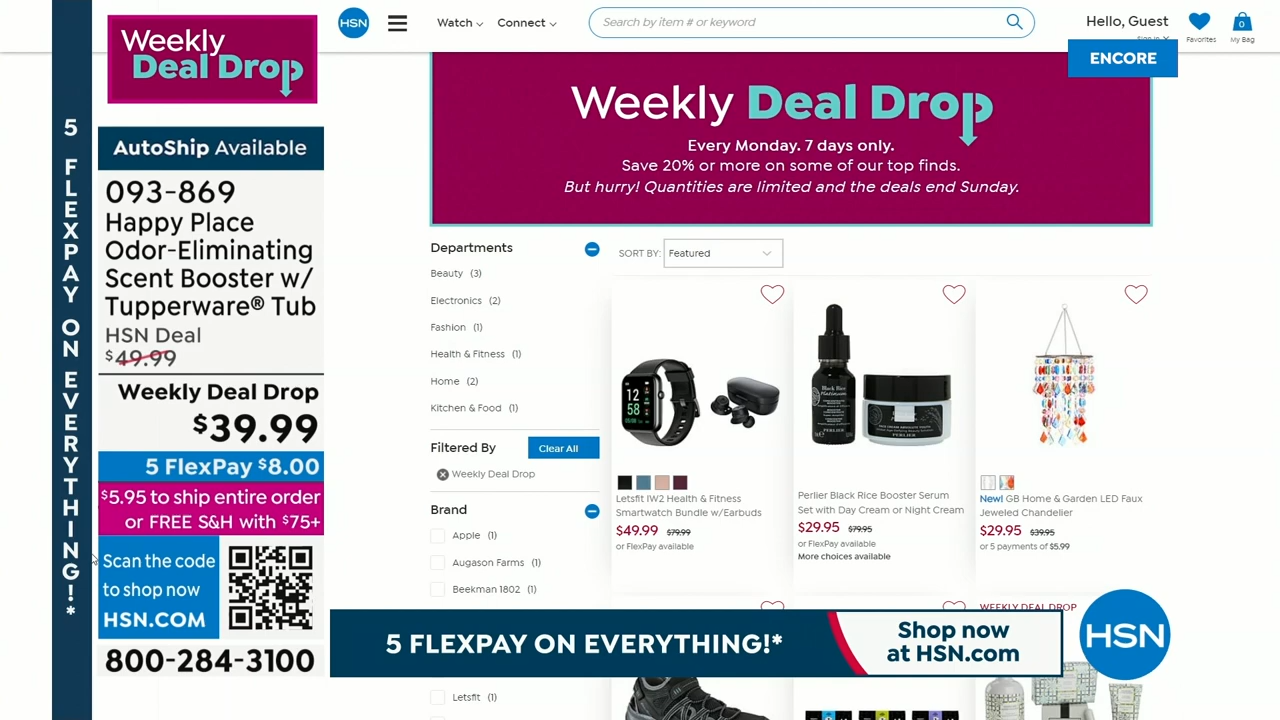 Weekly
Deal Drop
AutoShip Available
093-869
Happy Place
Odor-Eliminating
Scent Booster w/
Tupperware® Tub
HSN Deal
$49.99
Weekly Deal Drop
$39.99
5 FlexPay $8.00
$5.95 to ship entire order
or FREE S&H with $75+
Scan the code
to shop now
HSN.COM
800-284-3100
5 FLEXPAY ON EVERYTHING!*
HSN
Watch
Connect
Search by item # or keyword
Hello, Guest
Sign in
Favorites
0
My Bag
ENCORE
Weekly Deal Drop
Every Monday. 7 days only.
Save 20% or more on some of our top finds.
But hurry! Quantities are limited and the deals end Sunday.
Departments
Beauty (3)
Electronics (2)
Fashion (1)
Health & Fitness (1)
Home (2)
Kitchen & Food (1)
Filtered By
Clear All
Weekly Deal Drop
Brand
Apple (1)
Augason Farms (1)
Beekman 1802 (1)
Letsfit (1)
SORT BY:
Featured
12
58
Letsfit IW2 Health & Fitness
Smartwatch Bundle w/Earbuds
$49.99 $79.99
or FlexPay available
Black Rice
Platinum
PERLIER
PERLIER
Perlier Black Rice Booster Serum
Set with Day Cream or Night Cream
$29.95 $79.95
or FlexPay available
More choices available
New! GB Home & Garden LED Faux
Jeweled Chandelier
$29.95 $39.95
or 5 payments of $5.99
WEEKLY DEAL DROP
5 FLEXPAY ON EVERYTHING!*
Shop now
at HSN.com
HSN